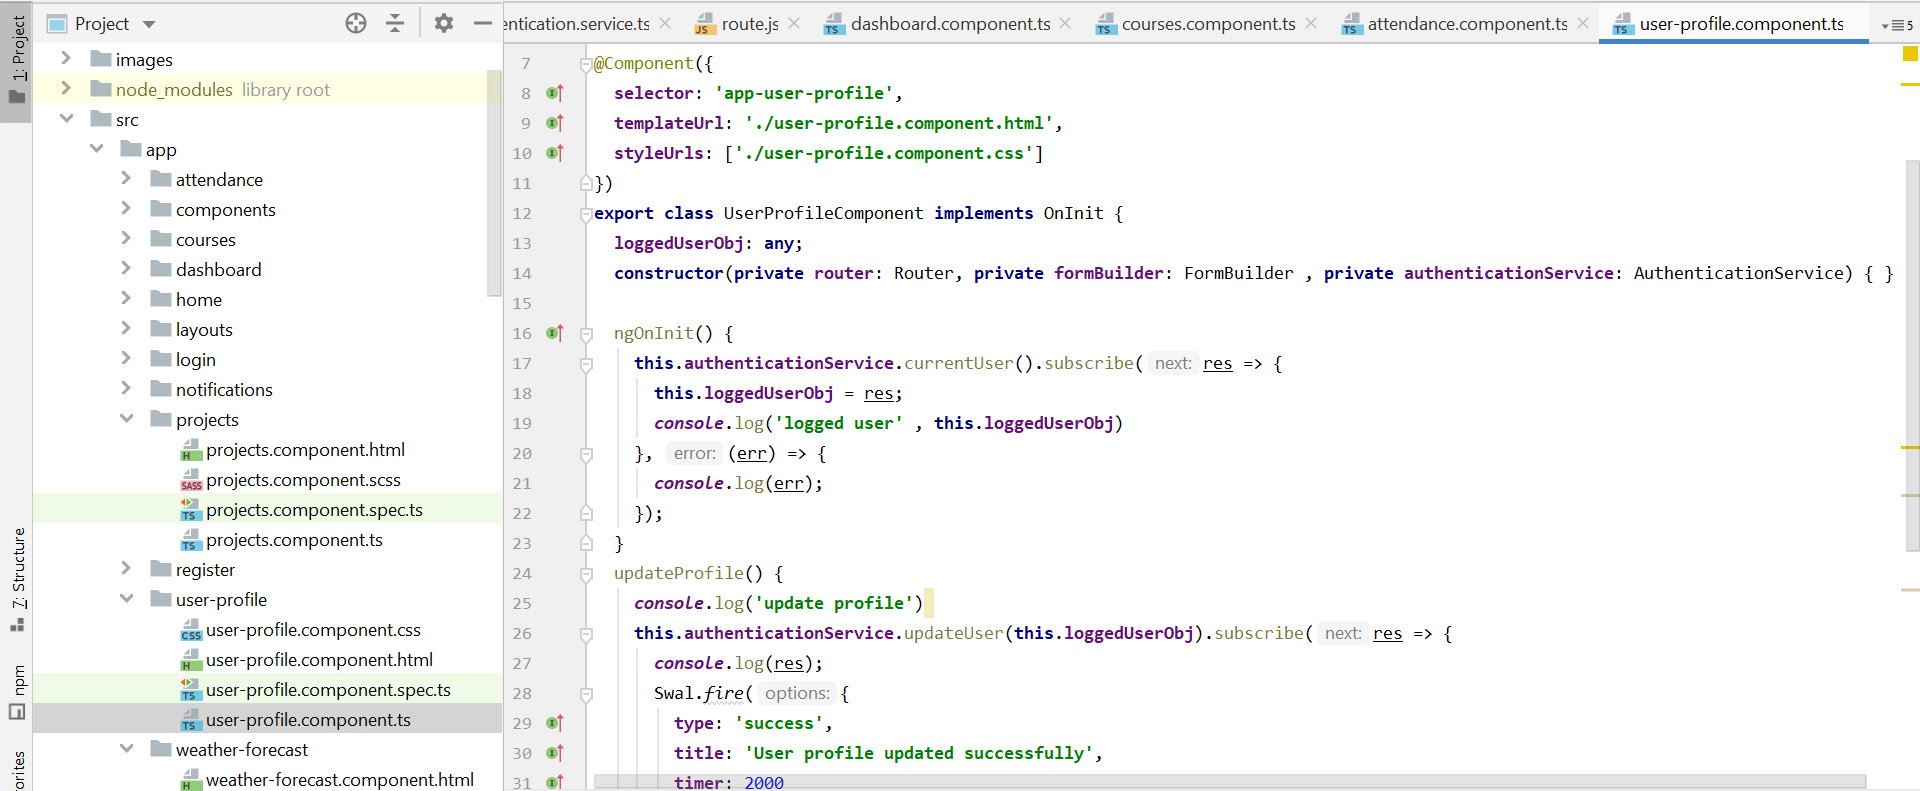 1: Project
7: Structure
npm
orites
Project
images
node_modules library root
src
app
attendance
components
courses
dashboard
home
layouts
login
notifications
projects
projects.component.html
projects.component.scss
projects.component.spec.ts
projects.component.ts
register
user-profile
user-profile.component.css
user-profile.component.html
user-profile.component.spec.ts
user-profile.component.ts
weather-forecast
weather-forecast.component.html
entication.service.ts route.js dashboard.component.ts courses.component.ts attendance.component.ts user-profile.component.ts 5
7 @Component({
8 selector: 'app-user-profile',
9 templateUrl: './user-profile.component.html',
10 styleUrls: ['./user-profile.component.css']
11 })
12 export class UserProfileComponent implements OnInit {
13 loggedUserObj: any;
14 constructor(private router: Router, private formBuilder: FormBuilder , private authenticationService: AuthenticationService) { }
15
16 ngOnInit() {
17 this.authenticationService.currentUser().subscribe( next: res => {
18 this.loggedUserObj = res;
19 console.log('logged user' , this.loggedUserObj)
20 }, error: (err) => {
21 console.log(err);
22 });
23 }
24 updateProfile() {
25 console.log('update profile')
26 this.authenticationService.updateUser(this.loggedUserObj).subscribe( next: res => {
27 console.log(res);
28 Swal.fire( options: {
29 type: 'success',
30 title: 'User profile updated successfully',
31 timer: 2000